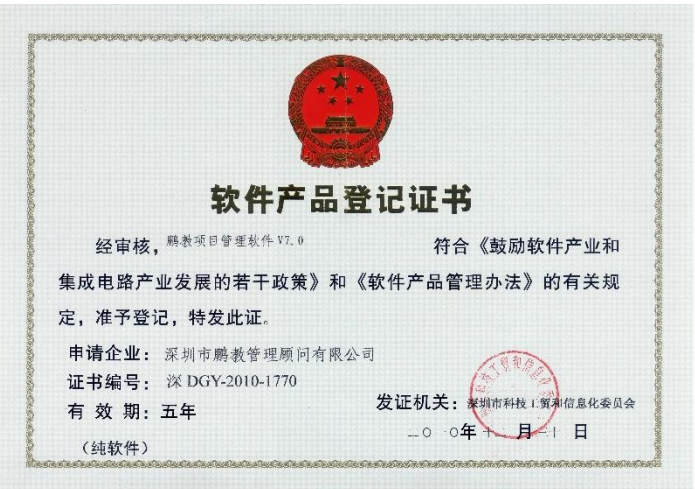 软件产品登记证书
经审核，鹏教项目管理软件V7.0 符合《鼓励软件产业和
集成电路产业发展的若干政策》和《软件产品管理办法》的有关规
定，准予登记，特发此证。
申请企业：深圳市鹏教管理顾问有限公司
证书编号：深 DGY-2010-1770
有 效 期：五年
发证机关：深圳市科技工贸和信息化委员会
年 月 日
（纯软件）